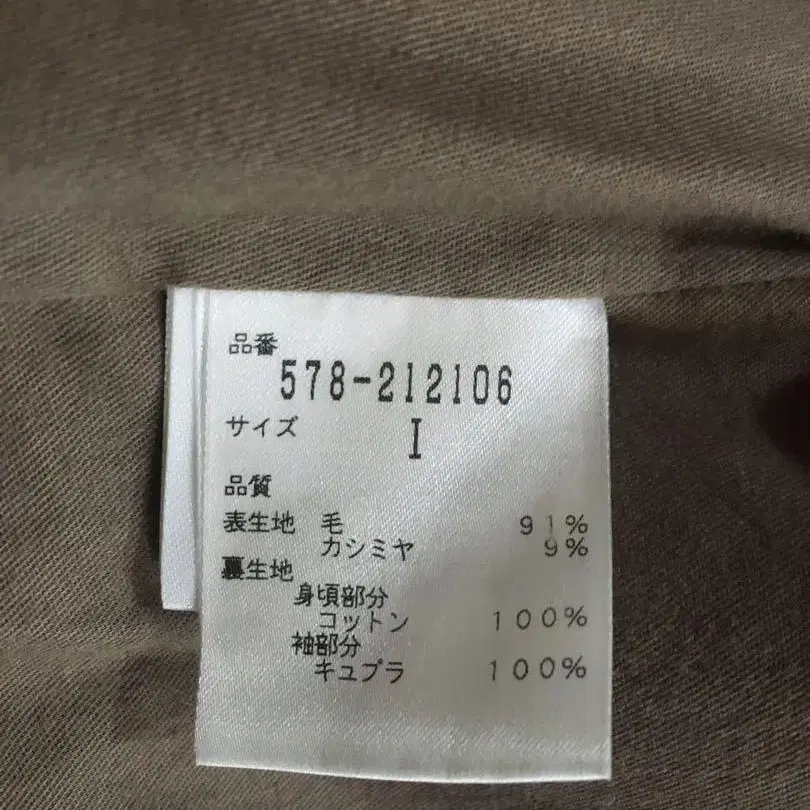 品番
578-212106
サイズ
I
品質
表生地 毛 91%
カシミヤ 9%
裏生地
身頃部分
コットン 100%
袖部分
キュプラ 100%